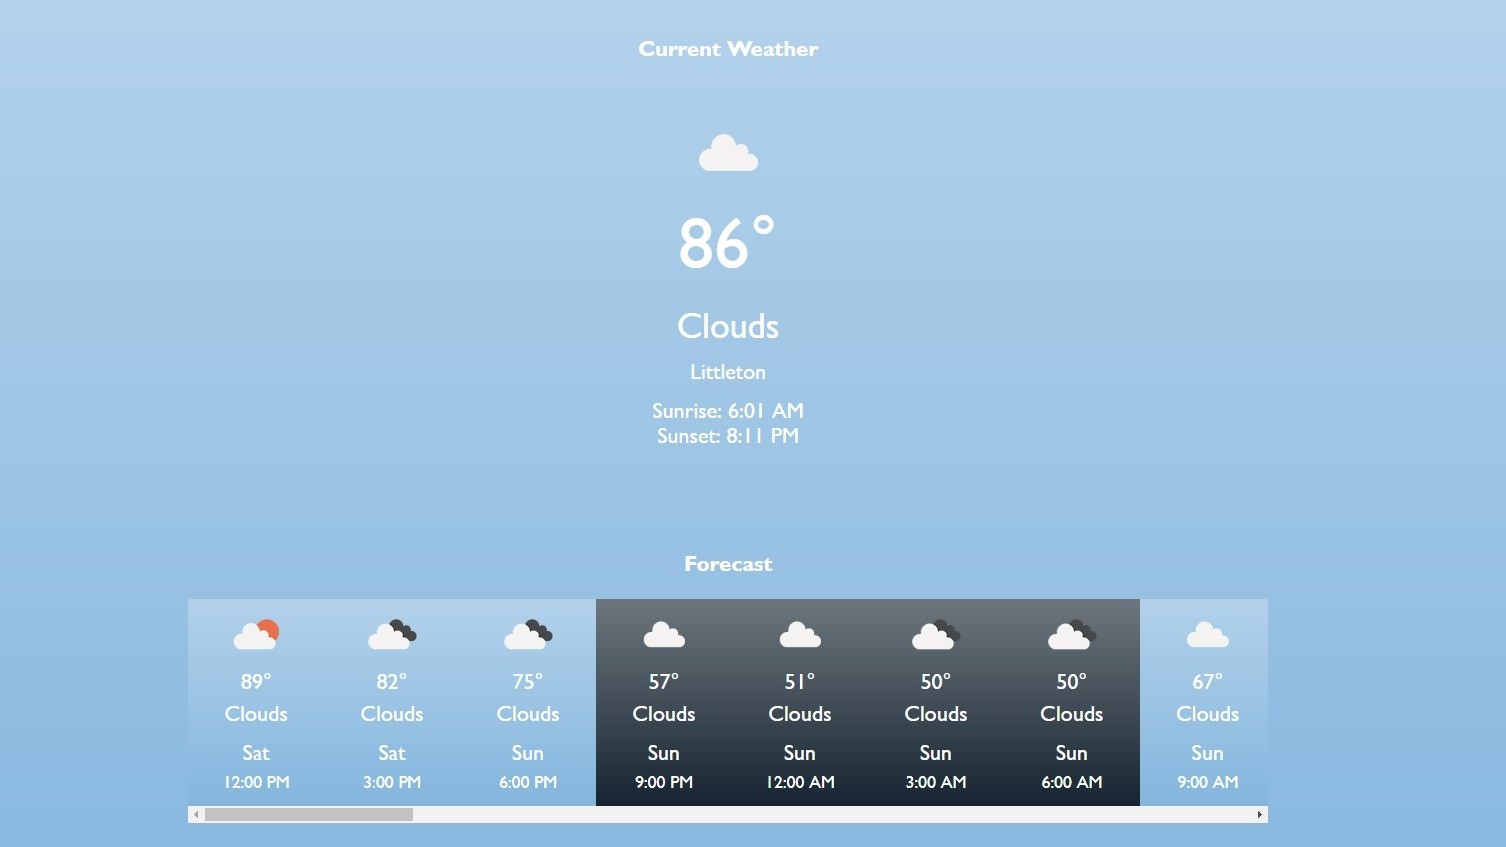 Current Weather
86°
Clouds
Littleton
Sunrise: 6:01 AM
Sunset: 8:11 PM
Forecast
89° 82° 75° 57° 51° 50° 50° 67°
Clouds Clouds Clouds Clouds Clouds Clouds Clouds Clouds
Sat Sat Sun Sun Sun Sun Sun Sun
12:00 PM 3:00 PM 6:00 PM 9:00 PM 12:00 AM 3:00 AM 6:00 AM 9:00 AM